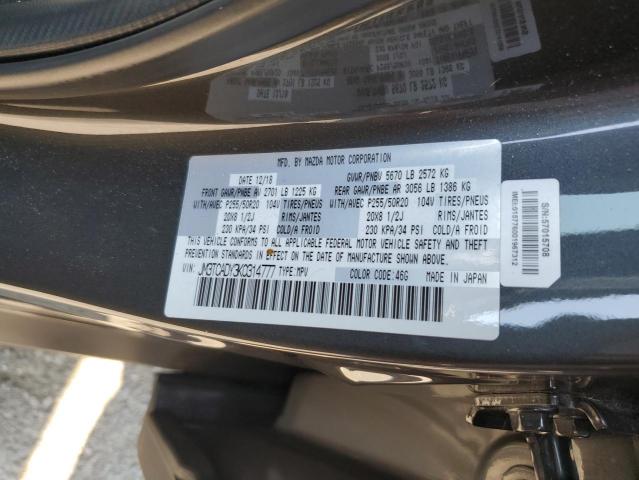 MFD. BY MAZDA MOTOR CORPORATION
DATE 12/18 GVWR/PNBV 5670 LB 2572 KG
FRONT GAWR/PNBE AV 2701 LB 1225 KG REAR GAWR/PNBE AR 3056 LB 1386 KG
WITH/AVEC P255/50R20 104V TIRES/PNEUS WITH/AVEC P255/50R20 104V TIRES/PNEUS
20X8 1/2J RIMS/JANTES 20X8 1/2J RIMS/JANTES
230 KPA/34 PSI COLD/A FROID 230 KPA/34 PSI COLD/A FROID
THIS VEHICLE CONFORMS TO ALL APPLICABLE FEDERAL MOTOR VEHICLE SAFETY AND THEFT
PREVENTION STANDARDS IN EFFECT ON THE DATE OF MANUFACTURE SHOWN ABOVE.
VIN: JM3TCADY3K0314777 TYPE:MPV COLOR CODE:46G MADE IN JAPAN
S/N:57015708